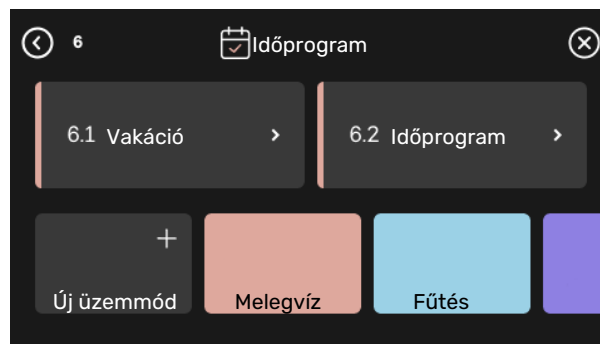 6 Időprogram
6.1 Vakáció 6.2 Időprogram
Új üzemmód Melegvíz Fűtés